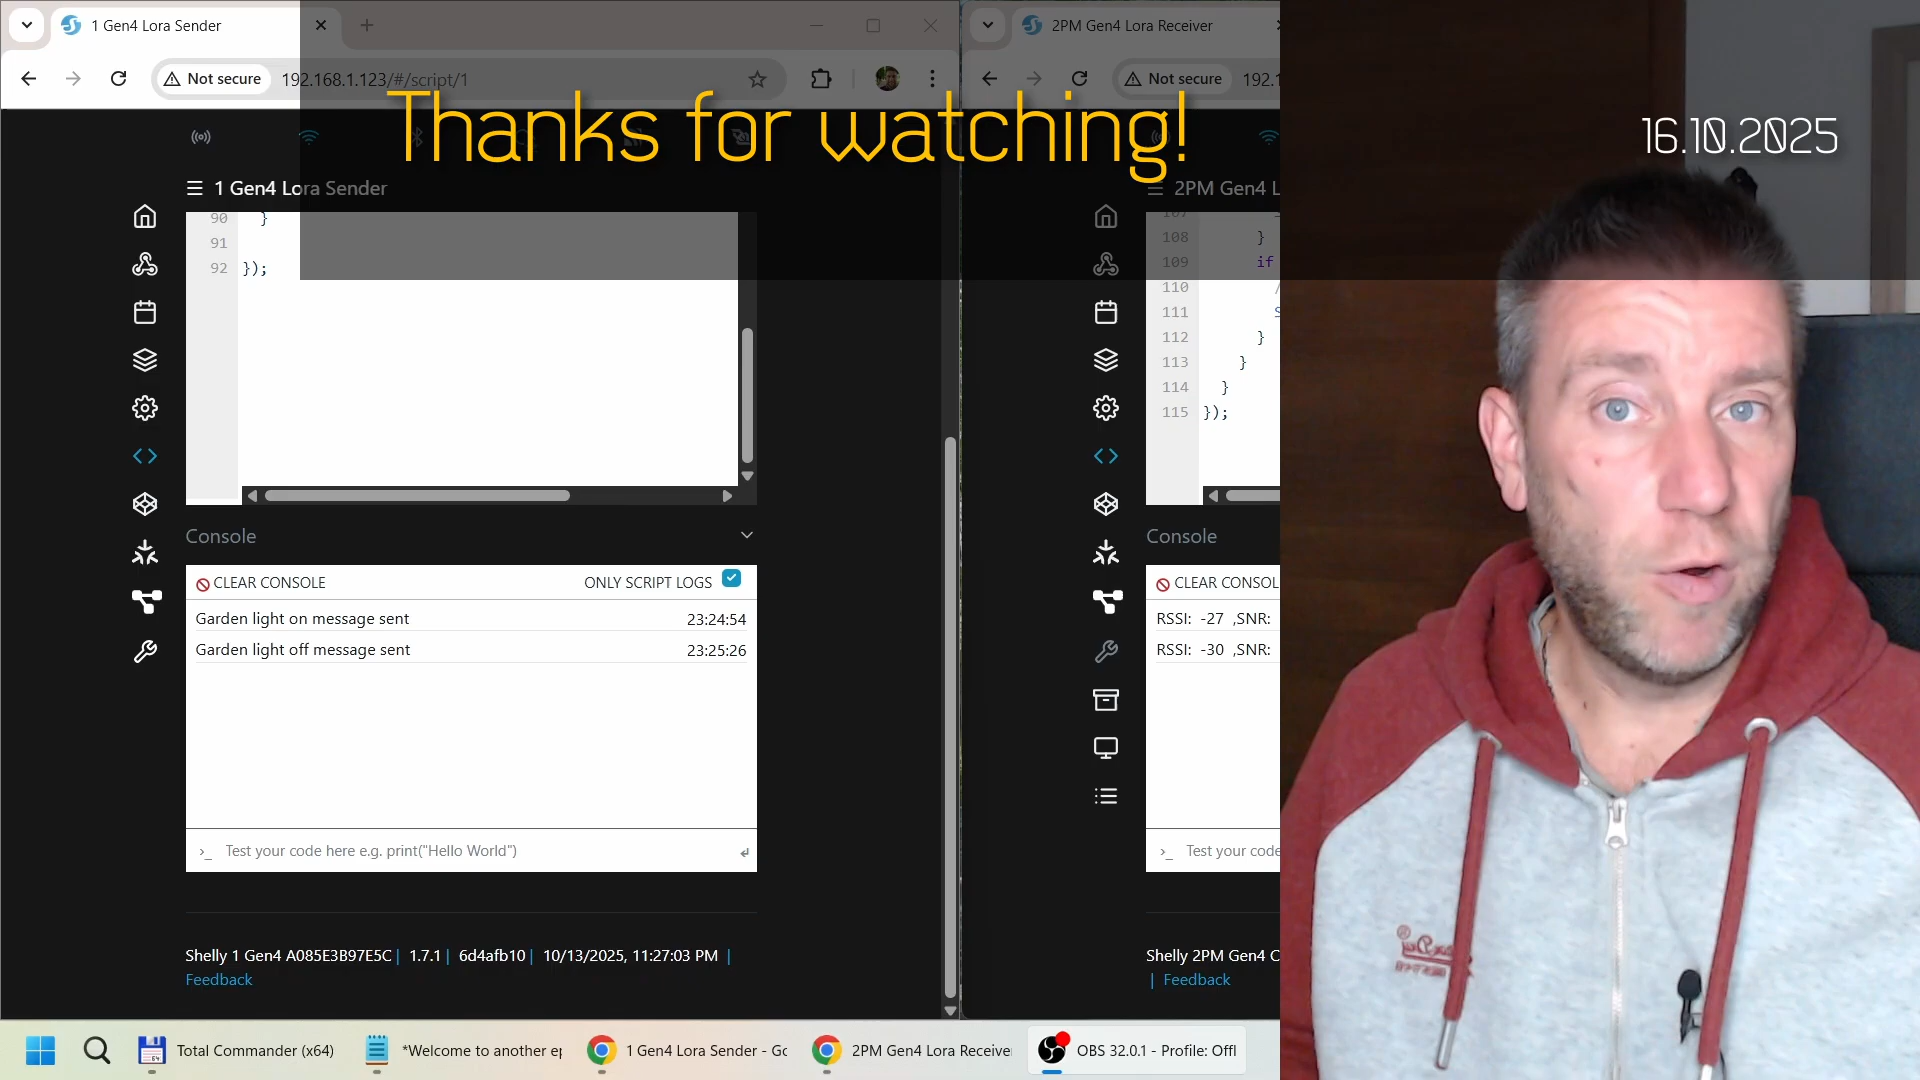 1 Gen4 Lora Sender
2PM Gen4 Lora Receiver
Not secure
192.168.1.123/#/script/1
Not secure
192.1
Thanks for watching!
16.10.2025
1 Gen4 Lora Sender
2PM Gen4 L
90 }
91
92 });
107
108 }
109 if
110 /
111 S
112 }
113 }
114 }
115 });
Console
Console
CLEAR CONSOLE
ONLY SCRIPT LOGS
CLEAR CONSOL
Garden light on message sent 23:24:54
Garden light off message sent 23:25:26
RSSI: -27 ,SNR:
RSSI: -30 ,SNR:
>_ Test your code here e.g. print("Hello World")
>_ Test your code
Shelly 1 Gen4 A085E3B97E5C | 1.7.1 | 6d4afb10 | 10/13/2025, 11:27:03 PM |
Feedback
Shelly 2PM Gen4 C
| Feedback
Total Commander (x64)
*Welcome to another ep
1 Gen4 Lora Sender - Go
2PM Gen4 Lora Receive
OBS 32.0.1 - Profile: Offl